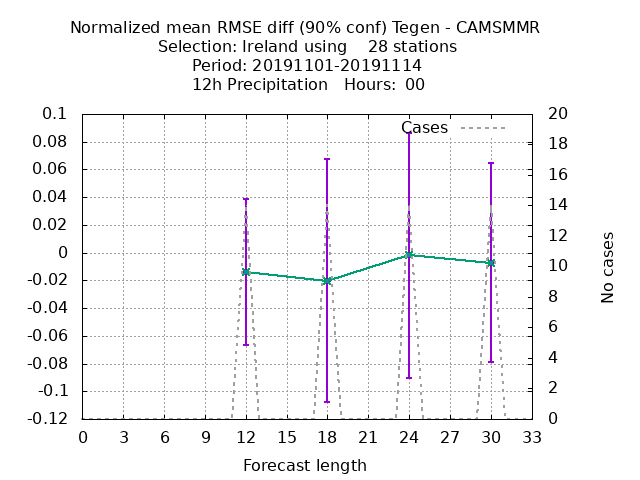 Normalized mean RMSE diff (90% conf) Tegen - CAMSMMR
Selection: Ireland using 28 stations
Period: 20191101-20191114
12h Precipitation Hours: 00
Cases
0.1
0.08
0.06
0.04
0.02
0
-0.02
-0.04
-0.06
-0.08
-0.1
-0.12
20
18
16
14
12
10
8
6
4
2
0
No cases
0 3 6 9 12 15 18 21 24 27 30 33
Forecast length